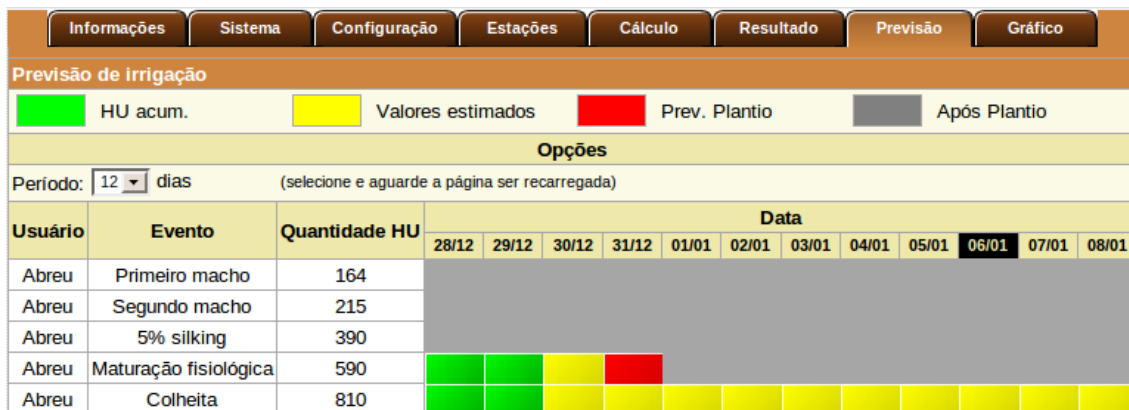 Informações Sistema Configuração Estações Cálculo Resultado Previsão Gráfico
Previsão de irrigação
HU acum. Valores estimados Prev. Plantio Após Plantio
Opções
Período: 12 dias (selecione e aguarde a página ser recarregada)
Usuário Evento Quantidade HU Data
28/12 29/12 30/12 31/12 01/01 02/01 03/01 04/01 05/01 06/01 07/01 08/01
Abreu Primeiro macho 164
Abreu Segundo macho 215
Abreu 5% silking 390
Abreu Maturação fisiológica 590
Abreu Colheita 810